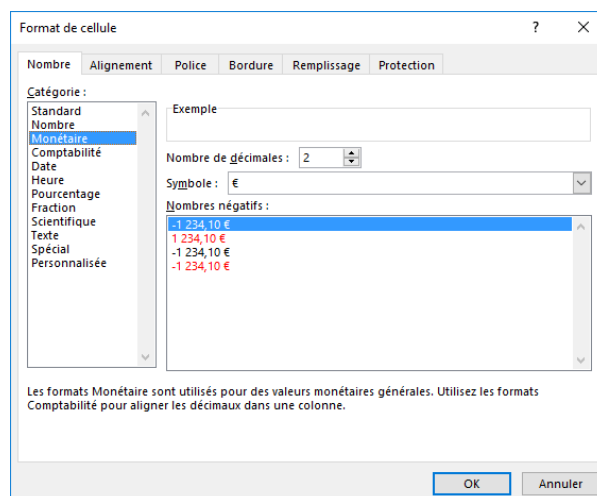 Format de cellule
Nombre Alignement Police Bordure Remplissage Protection
Catégorie :
Standard
Nombre
Monétaire
Comptabilité
Date
Heure
Pourcentage
Fraction
Scientifique
Texte
Spécial
Personnalisée
Exemple
Nombre de décimales : 2
Symbole : €
Nombres négatifs :
-1 234,10 €
1 234,10 €
-1 234,10 €
-1 234,10 €
Les formats Monétaire sont utilisés pour des valeurs monétaires générales. Utilisez les formats
Comptabilité pour aligner les décimaux dans une colonne.
OK Annuler